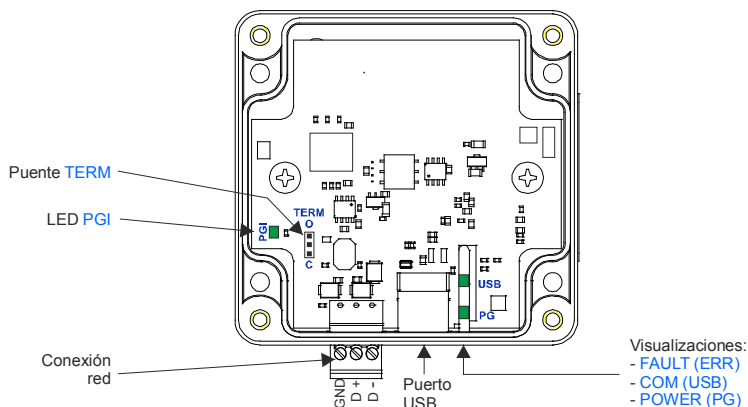 Puente TERM
LED PGI
TERM
O
PGI
C
USB
PG
Conexión
red
GND
D +
D -
Puerto
USB
Visualizaciones:
- FAULT (ERR)
- COM (USB)
- POWER (PG)